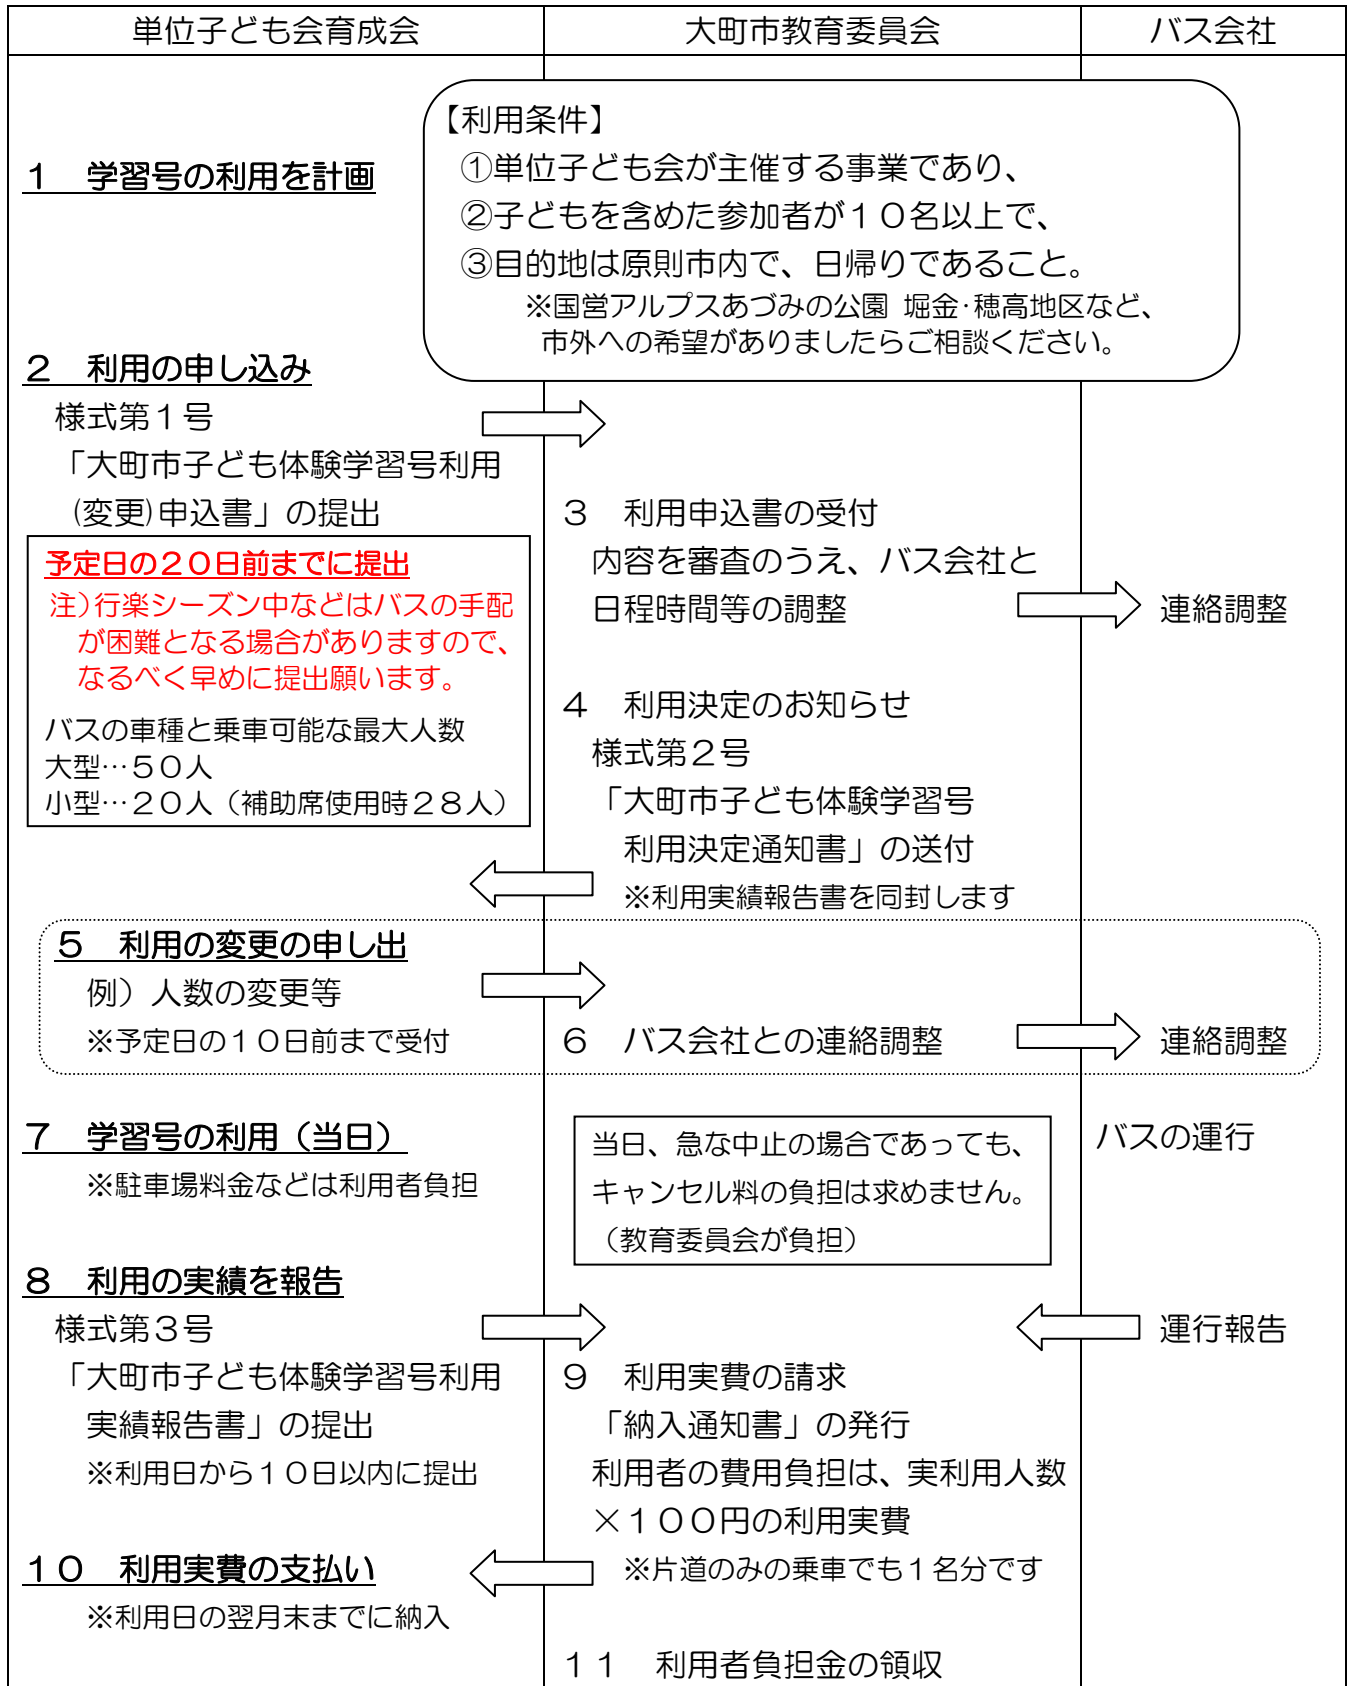 単位子ども会育成会
大町市教育委員会
バス会社
【利用条件】
①単位子ども会が主催する事業であり、
②子どもを含めた参加者が１０名以上で、
③目的地は原則市内で、日帰りであること。
※国営アルプスあづみの公園 堀金･穂高地区など、
市外への希望がありましたらご相談ください。
１　学習号の利用を計画
２　利用の申し込み
様式第１号
「大町市子ども体験学習号利用
(変更)申込書」の提出
予定日の２０日前までに提出
注)行楽シーズン中などはバスの手配
が困難となる場合がありますので、
なるべく早めに提出願います。
バスの車種と乗車可能な最大人数
大型…５０人
小型…２０人（補助席使用時２８人）
３　利用申込書の受付
内容を審査のうえ、バス会社と
日程時間等の調整
連絡調整
４　利用決定のお知らせ
様式第２号
「大町市子ども体験学習号
利用決定通知書」の送付
※利用実績報告書を同封します
５　利用の変更の申し出
例）人数の変更等
※予定日の１０日前まで受付
６　バス会社との連絡調整
連絡調整
７　学習号の利用（当日）
※駐車場料金などは利用者負担
当日、急な中止の場合であっても、
キャンセル料の負担は求めません。
（教育委員会が負担）
バスの運行
８　利用の実績を報告
様式第３号
「大町市子ども体験学習号利用
実績報告書」の提出
※利用日から１０日以内に提出
運行報告
９　利用実費の請求
「納入通知書」の発行
利用者の費用負担は、実利用人数
×１００円の利用実費
※片道のみの乗車でも１名分です
１０　利用実費の支払い
※利用日の翌月末までに納入
１１　利用者負担金の領収